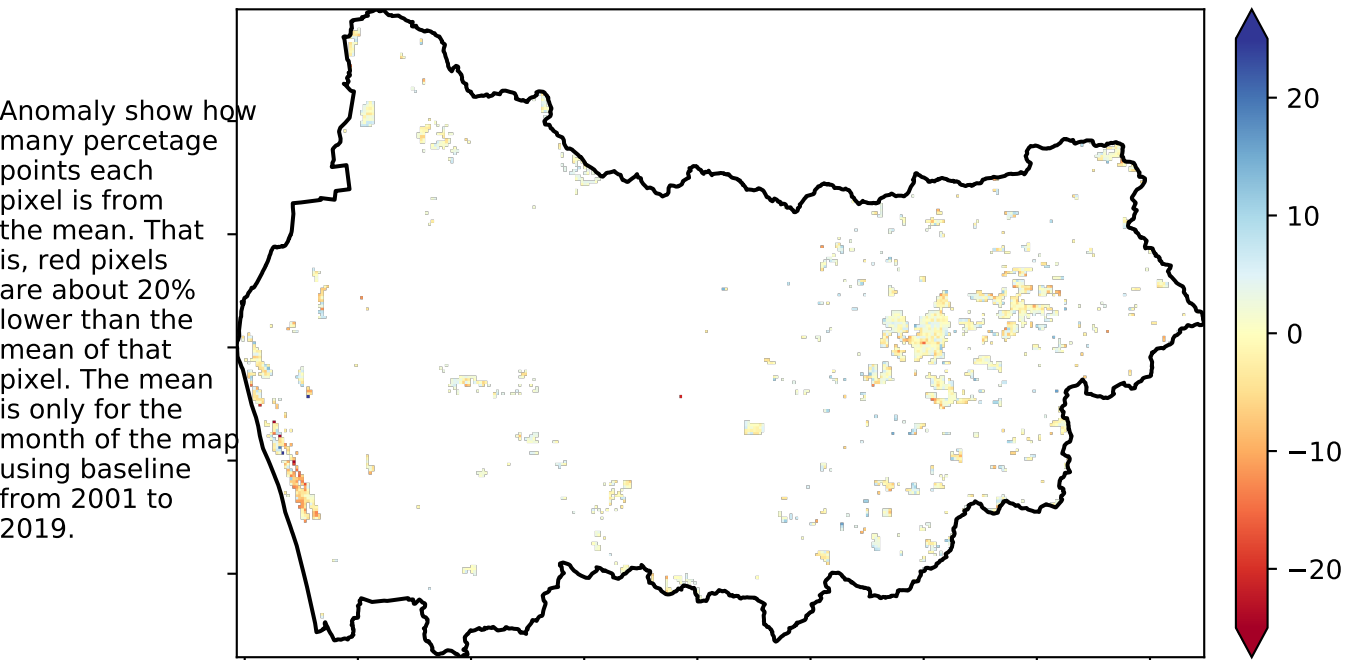 Anomaly show how
many percetage
points each
pixel is from
the mean. That
is, red pixels
are about 20%
lower than the
mean of that
pixel. The mean
is only for the
month of the map
using baseline
from 2001 to
2019.
20
10
0
−10
−20